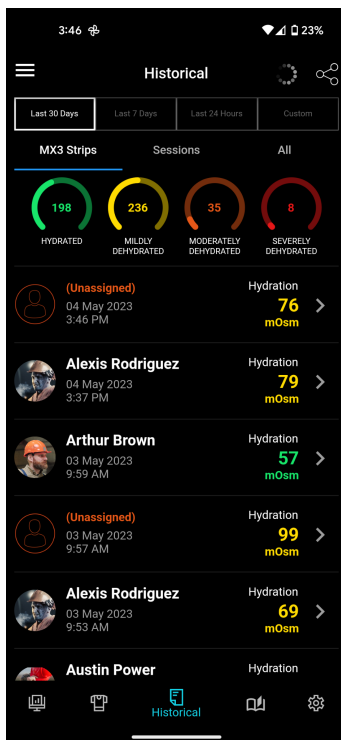 3:46
23%
Historical
Last 30 Days
Last 7 Days
Last 24 Hours
Custom
MX3 Strips
Sessions
All
198
236
35
8
HYDRATED
MILDLY
DEHYDRATED
MODERATELY
DEHYDRATED
SEVERELY
DEHYDRATED
(Unassigned)
04 May 2023
3:46 PM
Hydration
76
mOsm
Alexis Rodriguez
04 May 2023
3:37 PM
Hydration
79
mOsm
Arthur Brown
03 May 2023
9:59 AM
Hydration
57
mOsm
(Unassigned)
03 May 2023
9:57 AM
Hydration
99
mOsm
Alexis Rodriguez
03 May 2023
9:53 AM
Hydration
69
mOsm
Austin Power
Hydration
Historical